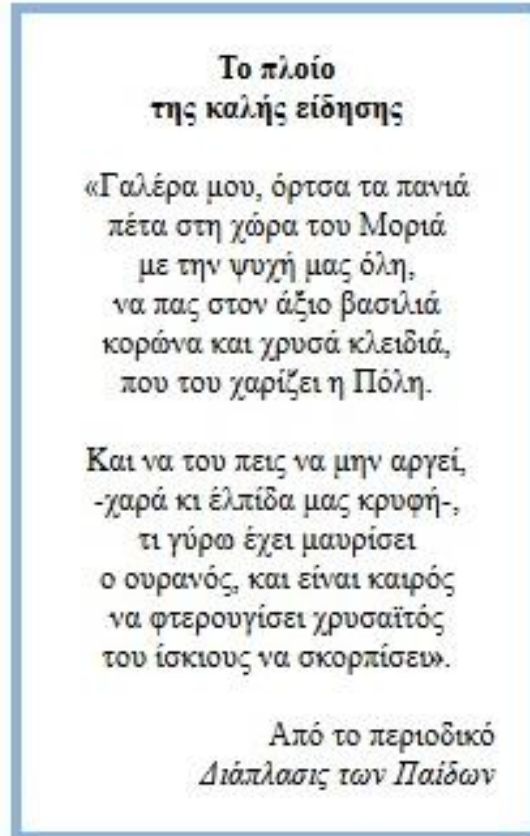 Το πλοίο
της καλής είδησης
«Γαλέρα μου, όρτσα τα πανιά
πέτα στη χώρα του Μοριά
με την ψυχή μας όλη,
να πας στον άξιο βασιλιά
κορώνα και χρυσά κλειδιά,
που του χαρίζει η Πόλη.
Και να του πεις να μην αργεί,
-χαρά κι έλπίδα μας κρυφή-,
τι γύρω έχει μαυρίσει
ο ουρανός, και είναι καιρός
να φτερουγίσει χρυσαϊτός
του ίσκιους να σκορπίσει».
Από το περιοδικό
Διάπλασις των Παίδων